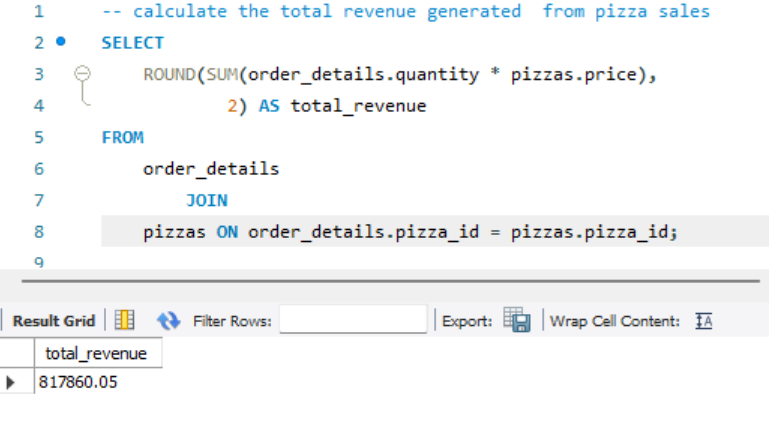 1 -- calculate the total revenue generated  from pizza sales
2 SELECT
3 ROUND(SUM(order_details.quantity * pizzas.price),
4 2) AS total_revenue
5 FROM
6 order_details
7 JOIN
8 pizzas ON order_details.pizza_id = pizzas.pizza_id;
9
Result Grid Filter Rows: Export: Wrap Cell Content: IA
total_revenue
817860.05